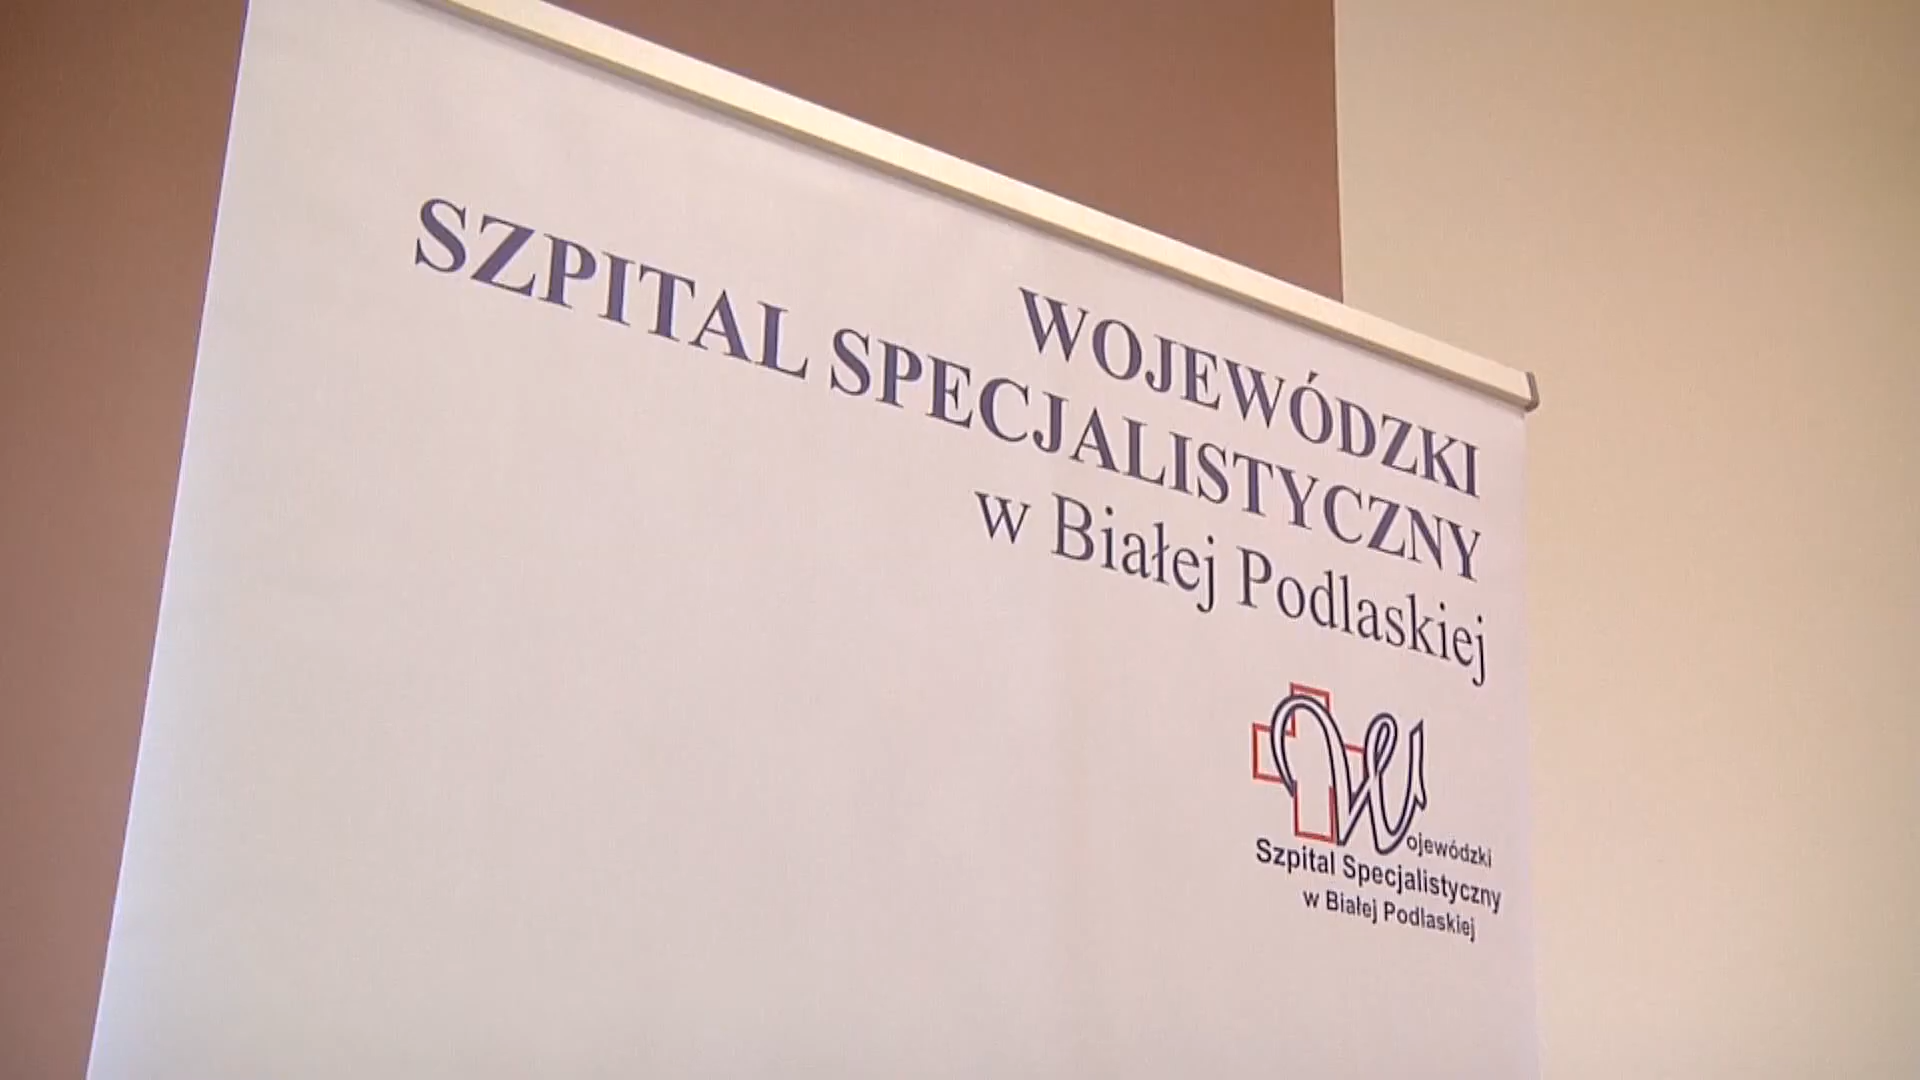 WOJEWÓDZKI
SZPITAL SPECJALISTYCZNY
w Białej Podlaskiej
Wojewódzki
Szpital Specjalistyczny
w Białej Podlaskiej